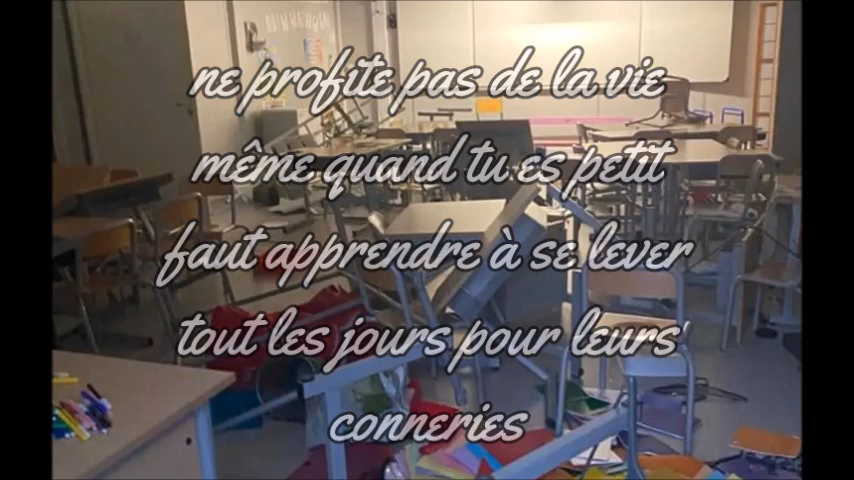 ne profite pas de la vie
même quand tu es petit
faut apprendre à se lever
tout les jours pour leurs'
conneries